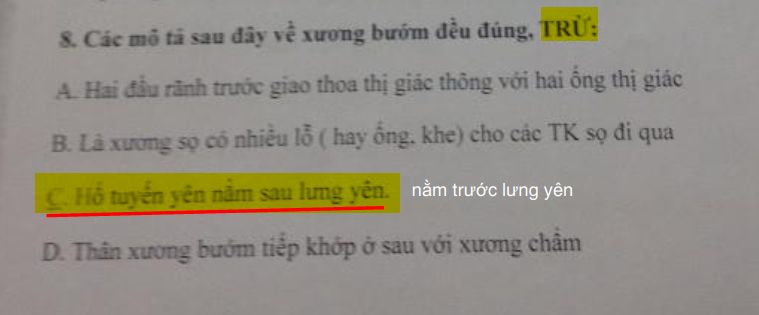 8. Các mô tả sau đây về xương bướm đều đúng, TRỪ:
A. Hai đầu rãnh trước giao thoa thị giác thông với hai ống thị giác
B. Là xương sọ có nhiều lỗ ( hay ống, khe) cho các TK sọ đi qua
C. Hố tuyến yên nằm sau lưng yên. nằm trước lưng yên
D. Thân xương bướm tiếp khớp ở sau với xương chẩm